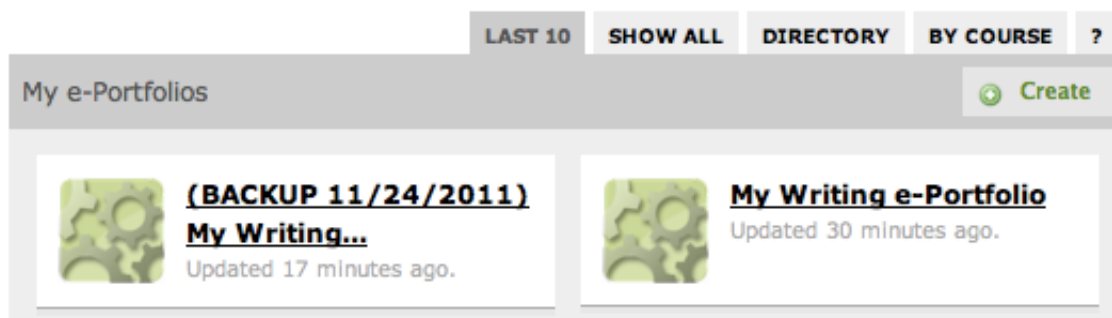 LAST 10 SHOW ALL DIRECTORY BY COURSE ?
My e-Portfolios Create
(BACKUP 11/24/2011)
My Writing...
Updated 17 minutes ago.
My Writing e-Portfolio
Updated 30 minutes ago.